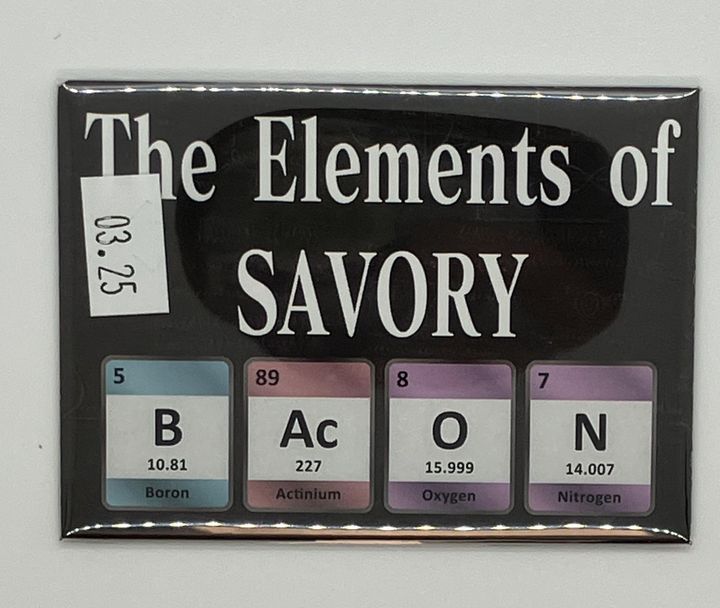 The Elements of
03.25
SAVORY
5 89 8 7
B Ac O N
10.81 227 15.999 14.007
Boron Actinium Oxygen Nitrogen